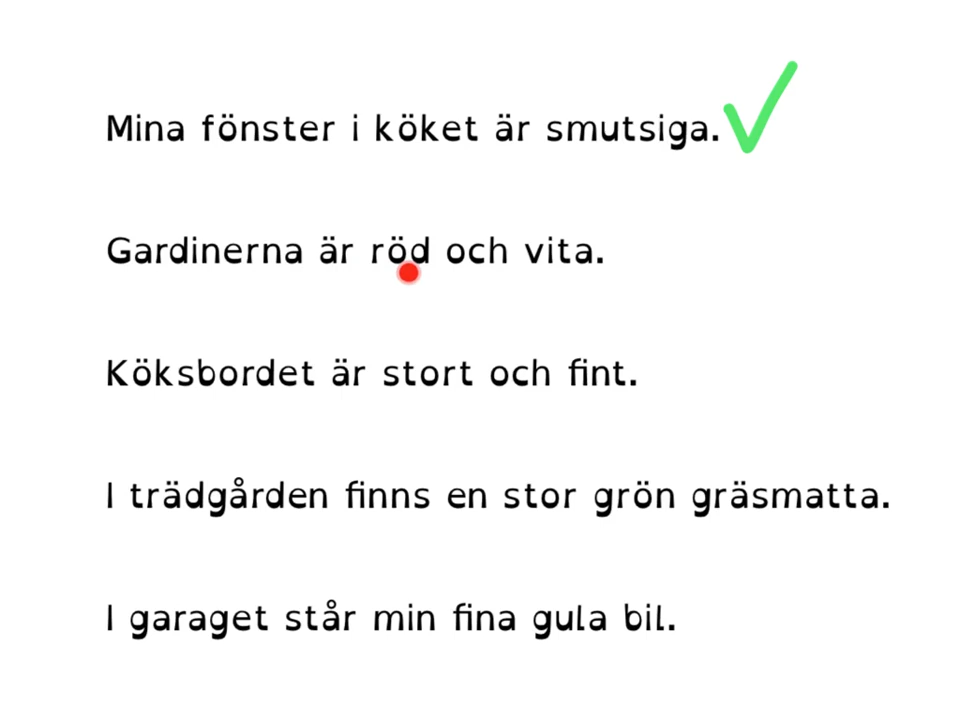 Mina fönster i köket är smutsiga.
Gardinerna är röd och vita.
Köksbordet är stort och fint.
I trädgården finns en stor grön gräsmatta.
I garaget står min fina gula bil.